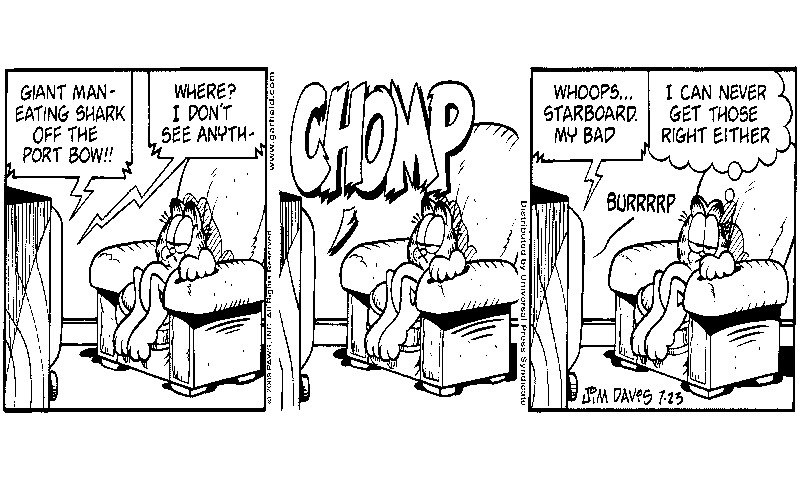 GIANT MAN-
EATING SHARK
OFF THE
PORT BOW!!
WHERE?
I DON'T
SEE ANYTH-
www.garfield.com
CHOMP
Distributed by Universal Press Syndicate
WHOOPS...
STARBOARD.
MY BAD
I CAN NEVER
GET THOSE
RIGHT EITHER
BURRRRP
JIM DAVIS 7-23